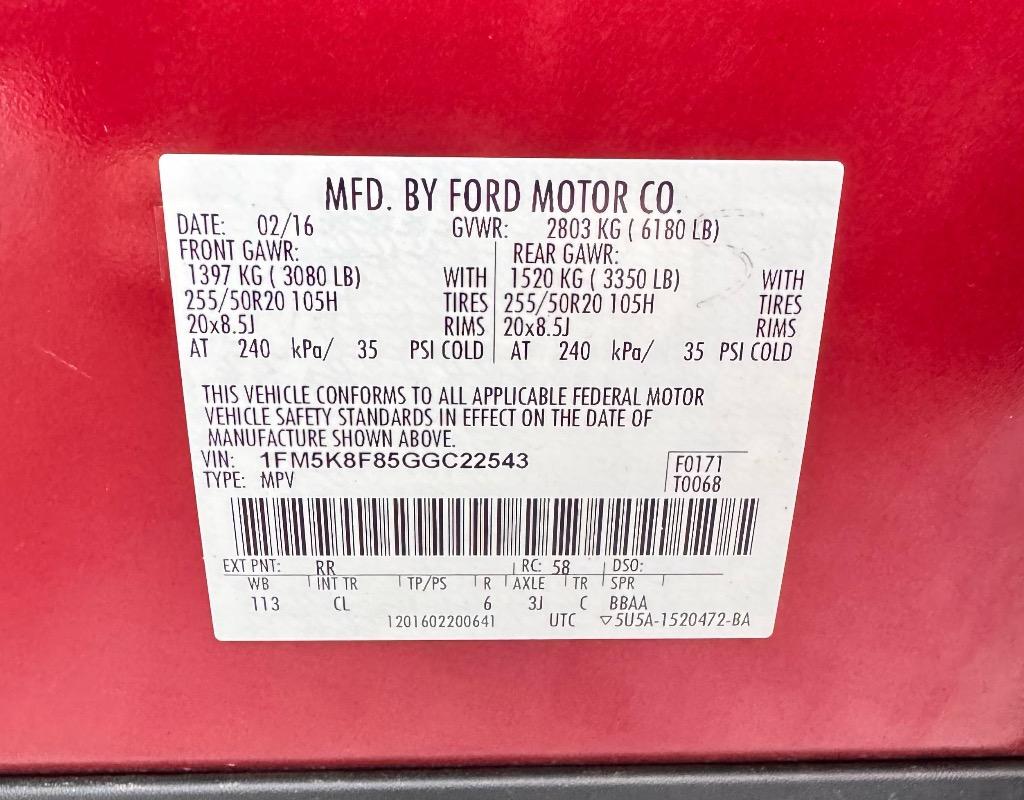 MFD. BY FORD MOTOR CO.
DATE: 02/16 GVWR: 2803 KG ( 6180 LB)
FRONT GAWR: REAR GAWR:
1397 KG ( 3080 LB) WITH 1520 KG ( 3350 LB) WITH
255/50R20 105H TIRES 255/50R20 105H TIRES
20x8.5J RIMS 20x8.5J RIMS
AT 240 kPa/ 35 PSI COLD AT 240 kPa/ 35 PSI COLD
THIS VEHICLE CONFORMS TO ALL APPLICABLE FEDERAL MOTOR
VEHICLE SAFETY STANDARDS IN EFFECT ON THE DATE OF
MANUFACTURE SHOWN ABOVE.
VIN: 1FM5K8F85GGC22543 F0171
TYPE: MPV T0068
EXT PNT: RR RC: 58 DSO:
WB INT TR TP/PS R AXLE TR SPR
113 CL 6 3J C BBAA
1201602200641 UTC ▽5U5A-1520472-BA